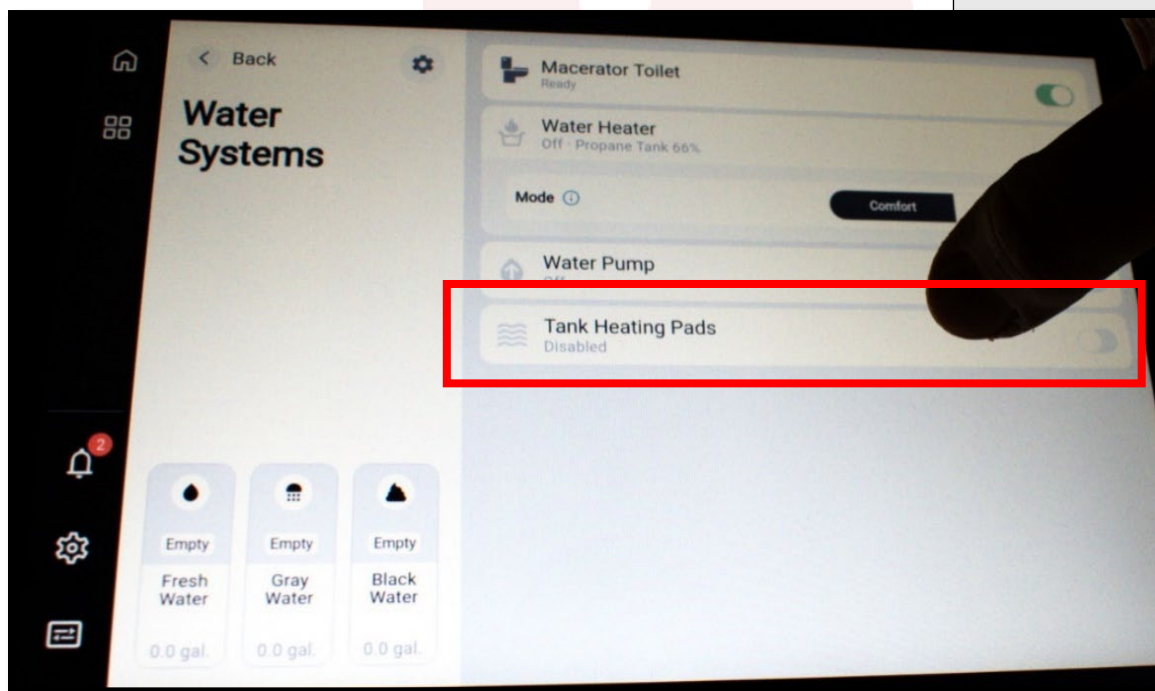 Back
Water
Systems
Macerator Toilet
Ready
Water Heater
Off · Propane Tank 66%
Mode
Comfort
Water Pump
Off
Tank Heating Pads
Disabled
2
Empty
Empty
Empty
Fresh
Water
Gray
Water
Black
Water
0.0 gal.
0.0 gal.
0.0 gal.